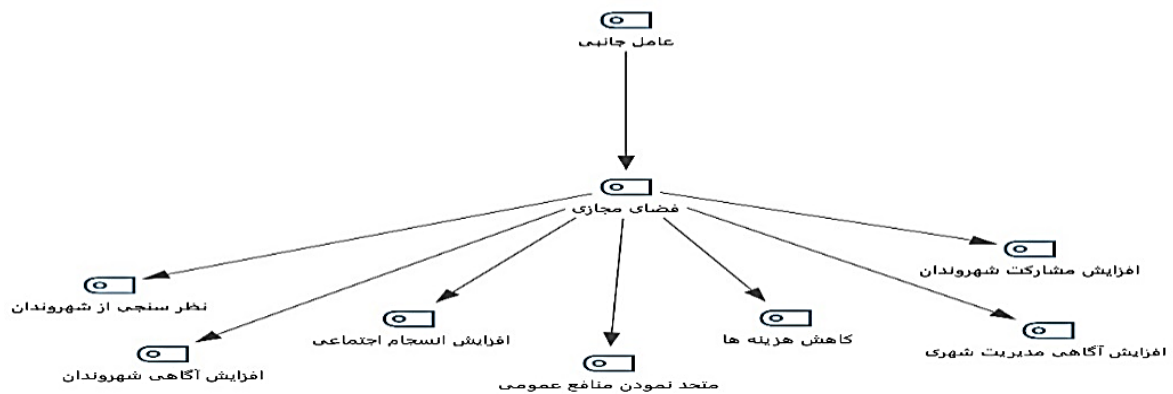 عامل جانبی
فضای مجازی
افزایش مشارکت شهروندان
نظر سنجی از شهروندان
افزایش آگاهی مدیریت شهری
کاهش هزینه ها
افزایش انسجام اجتماعی
افزایش آگاهی شهروندان
متحد نمودن منافع عمومی